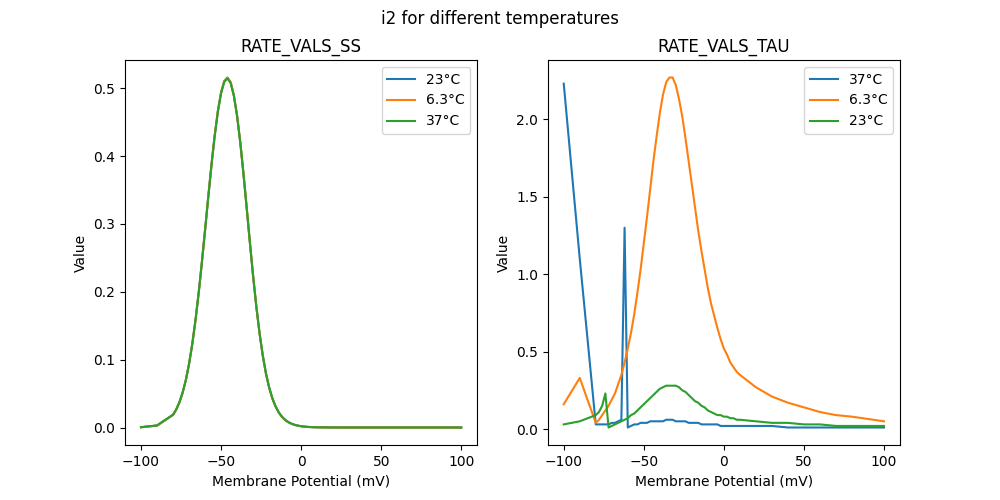 i2 for different temperatures
RATE_VALS_SS
23°C
6.3°C
37°C
Value
0.5
0.4
0.3
0.2
0.1
0.0
−100
−50
0
50
100
Membrane Potential (mV)
RATE_VALS_TAU
37°C
6.3°C
23°C
Value
2.0
1.5
1.0
0.5
0.0
−100
−50
0
50
100
Membrane Potential (mV)